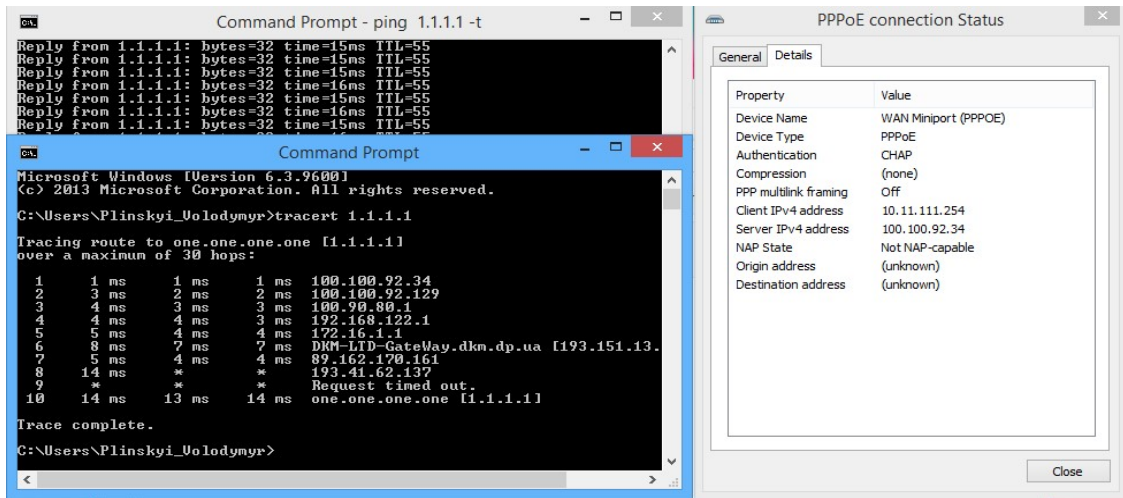 Command Prompt - ping 1.1.1.1 -t
Reply from 1.1.1.1: bytes=32 time=15ms TTL=55
Reply from 1.1.1.1: bytes=32 time=15ms TTL=55
Reply from 1.1.1.1: bytes=32 time=16ms TTL=55
Reply from 1.1.1.1: bytes=32 time=15ms TTL=55
Reply from 1.1.1.1: bytes=32 time=15ms TTL=55
Reply from 1.1.1.1: bytes=32 time=16ms TTL=55
Reply from 1.1.1.1: bytes=32 time=15ms TTL=55
Command Prompt
Microsoft Windows [Version 6.3.9600]
(c) 2013 Microsoft Corporation. All rights reserved.
C:\Users\Plinskyi_Volodymyr>tracert 1.1.1.1
Tracing route to one.one.one.one [1.1.1.1]
over a maximum of 30 hops:
1 1 ms 1 ms 1 ms 100.100.92.34
2 3 ms 2 ms 2 ms 100.100.92.129
3 4 ms 3 ms 3 ms 100.90.80.1
4 4 ms 4 ms 3 ms 192.168.122.1
5 5 ms 4 ms 4 ms 172.16.1.1
6 8 ms 7 ms 7 ms DKM-LTD-GateWay.dkm.dp.ua [193.151.13.
7 5 ms 4 ms 4 ms 89.162.170.161
8 14 ms * * 193.41.62.137
9 * * * Request timed out.
10 14 ms 13 ms 14 ms one.one.one.one [1.1.1.1]
Trace complete.
C:\Users\Plinskyi_Volodymyr>
PPPoE connection Status
General Details
Property Value
Device Name WAN Miniport (PPPOE)
Device Type PPPoE
Authentication CHAP
Compression (none)
PPP multilink framing Off
Client IPv4 address 10.11.111.254
Server IPv4 address 100.100.92.34
NAP State Not NAP-capable
Origin address (unknown)
Destination address (unknown)
Close